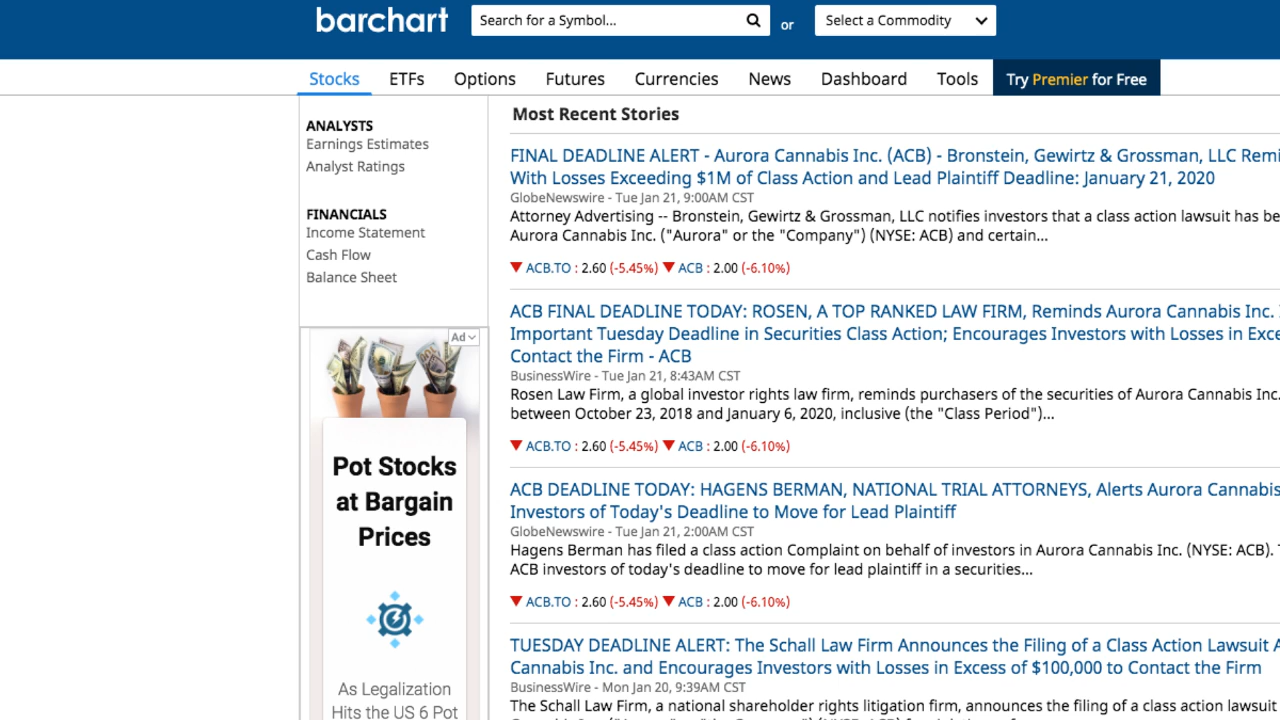 barchart
Search for a Symbol...
or
Select a Commodity
Stocks ETFs Options Futures Currencies News Dashboard Tools Try Premier for Free
ANALYSTS
Earnings Estimates
Analyst Ratings
FINANCIALS
Income Statement
Cash Flow
Balance Sheet
Ad
Pot Stocks
at Bargain
Prices
As Legalization
Hits the US 6 Pot
Most Recent Stories
FINAL DEADLINE ALERT - Aurora Cannabis Inc. (ACB) - Bronstein, Gewirtz & Grossman, LLC Remi
With Losses Exceeding $1M of Class Action and Lead Plaintiff Deadline: January 21, 2020
GlobeNewswire - Tue Jan 21, 9:00AM CST
Attorney Advertising -- Bronstein, Gewirtz & Grossman, LLC notifies investors that a class action lawsuit has be
Aurora Cannabis Inc. ("Aurora" or the "Company") (NYSE: ACB) and certain...
ACB.TO : 2.60 (-5.45%) ACB : 2.00 (-6.10%)
ACB FINAL DEADLINE TODAY: ROSEN, A TOP RANKED LAW FIRM, Reminds Aurora Cannabis Inc.
Important Tuesday Deadline in Securities Class Action; Encourages Investors with Losses in Exce
Contact the Firm - ACB
BusinessWire - Tue Jan 21, 8:43AM CST
Rosen Law Firm, a global investor rights law firm, reminds purchasers of the securities of Aurora Cannabis Inc.
between October 23, 2018 and January 6, 2020, inclusive (the "Class Period")...
ACB.TO : 2.60 (-5.45%) ACB : 2.00 (-6.10%)
ACB DEADLINE TODAY: HAGENS BERMAN, NATIONAL TRIAL ATTORNEYS, Alerts Aurora Cannabis
Investors of Today's Deadline to Move for Lead Plaintiff
GlobeNewswire - Tue Jan 21, 2:00AM CST
Hagens Berman has filed a class action Complaint on behalf of investors in Aurora Cannabis Inc. (NYSE: ACB).
ACB investors of today's deadline to move for lead plaintiff in a securities...
ACB.TO : 2.60 (-5.45%) ACB : 2.00 (-6.10%)
TUESDAY DEADLINE ALERT: The Schall Law Firm Announces the Filing of a Class Action Lawsuit A
Cannabis Inc. and Encourages Investors with Losses in Excess of $100,000 to Contact the Firm
BusinessWire - Mon Jan 20, 9:39AM CST
The Schall Law Firm, a national shareholder rights litigation firm, announces the filing of a class action lawsuit